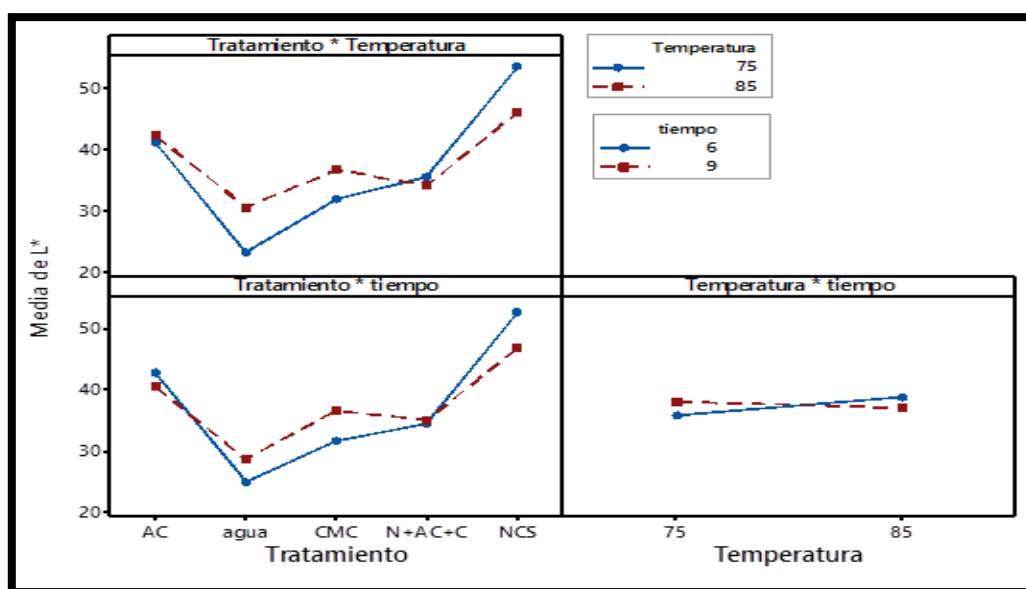 Tratamiento * Temperatura
Temperatura
75
85
tiempo
6
9
50
40
30
20
Media de L*
Tratamiento * tiempo
Temperatura * tiempo
50
40
30
20
AC agua CMC N+AC+C NCS
75 85
Tratamiento
Temperatura